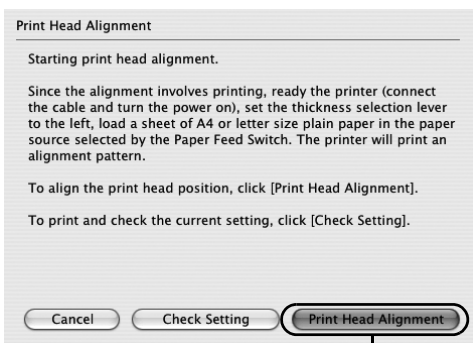 Print Head Alignment
Starting print head alignment.
Since the alignment involves printing, ready the printer (connect
the cable and turn the power on), set the thickness selection lever
to the left, load a sheet of A4 or letter size plain paper in the paper
source selected by the Paper Feed Switch. The printer will print an
alignment pattern.
To align the print head position, click [Print Head Alignment].
To print and check the current setting, click [Check Setting].
Cancel Check Setting Print Head Alignment